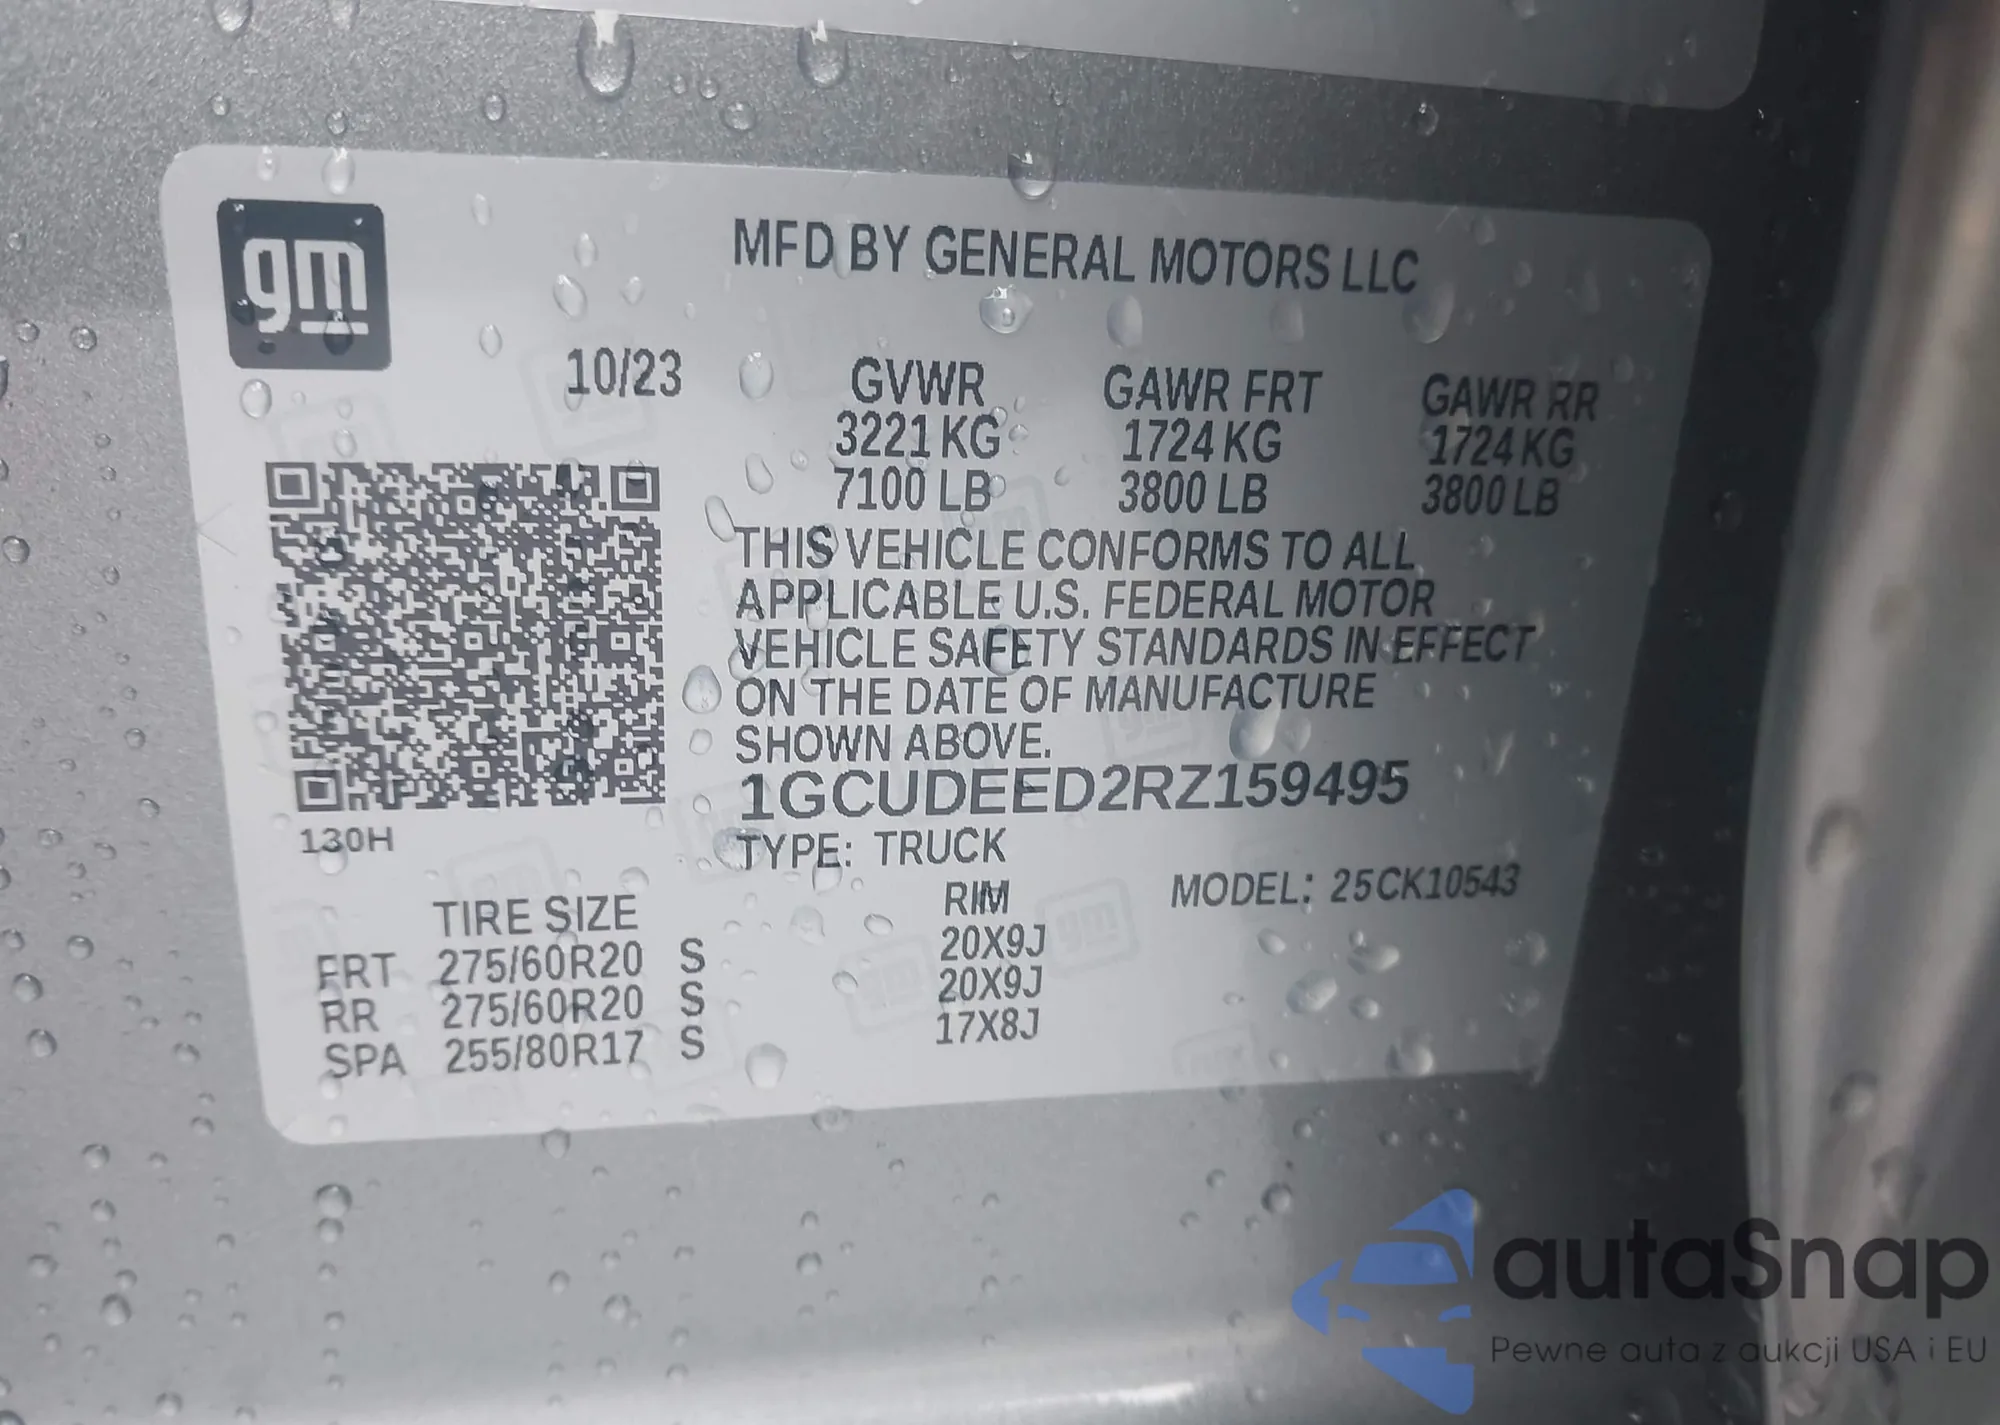 gm
MFD BY GENERAL MOTORS LLC
10/23
GVWR GAWR FRT GAWR RR
3221 KG 1724 KG 1724 KG
7100 LB 3800 LB 3800 LB
THIS VEHICLE CONFORMS TO ALL
APPLICABLE U.S. FEDERAL MOTOR
VEHICLE SAFETY STANDARDS IN EFFECT
ON THE DATE OF MANUFACTURE
SHOWN ABOVE.
1GCUDEED2RZ159495
130H
TYPE: TRUCK
MODEL: 25CK10543
TIRE SIZE RIM
FRT 275/60R20 S 20X9J
RR 275/60R20 S 20X9J
SPA 255/80R17 S 17X8J
autaSnap
Pewne auta z aukcji USA i EU